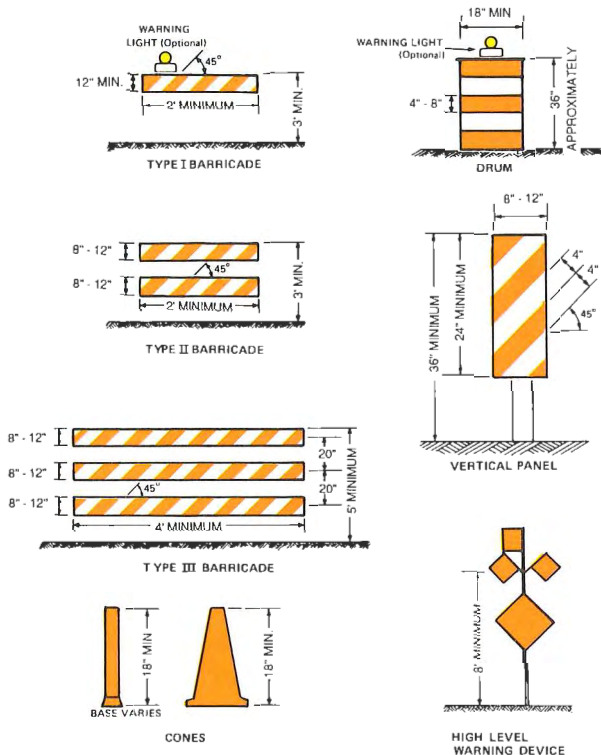 WARNING
LIGHT (Optional)
45°
12" MIN.
2' MINIMUM
3' MIN.
TYPE I BARRICADE
18" MIN
WARNING LIGHT
(Optional)
4" - 8"
36"
APPROXIMATELY
DRUM
8" - 12"
8" - 12"
45°
2' MINIMUM
3' MIN.
TYPE II BARRICADE
8" - 12"
36" MINIMUM
24" MINIMUM
4"
4"
45°
VERTICAL PANEL
8" - 12"
8" - 12"
8" - 12"
45°
20"
20"
4' MINIMUM
5' MINIMUM
TYPE III BARRICADE
18" MIN
BASE VARIES
18" MIN.
CONES
8' MINIMUM
HIGH LEVEL
WARNING DEVICE